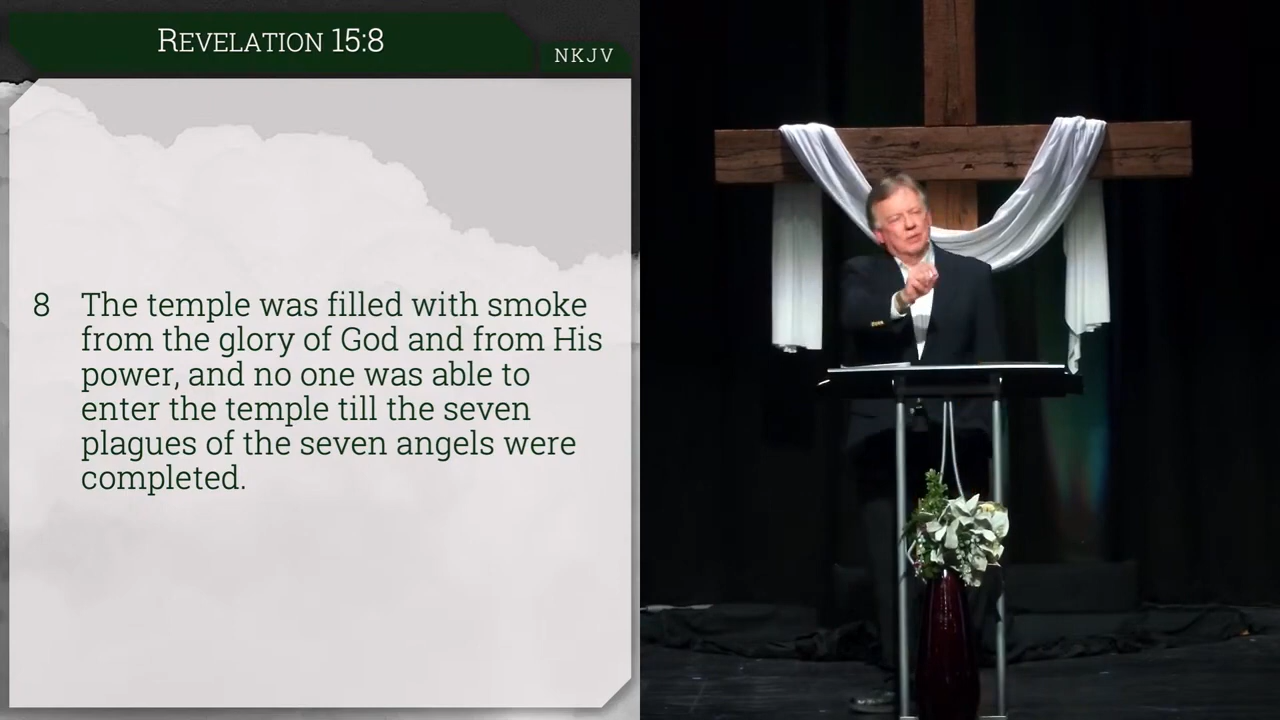 REVELATION 15:8
NKJV
8 The temple was filled with smoke
from the glory of God and from His
power, and no one was able to
enter the temple till the seven
plagues of the seven angels were
completed.